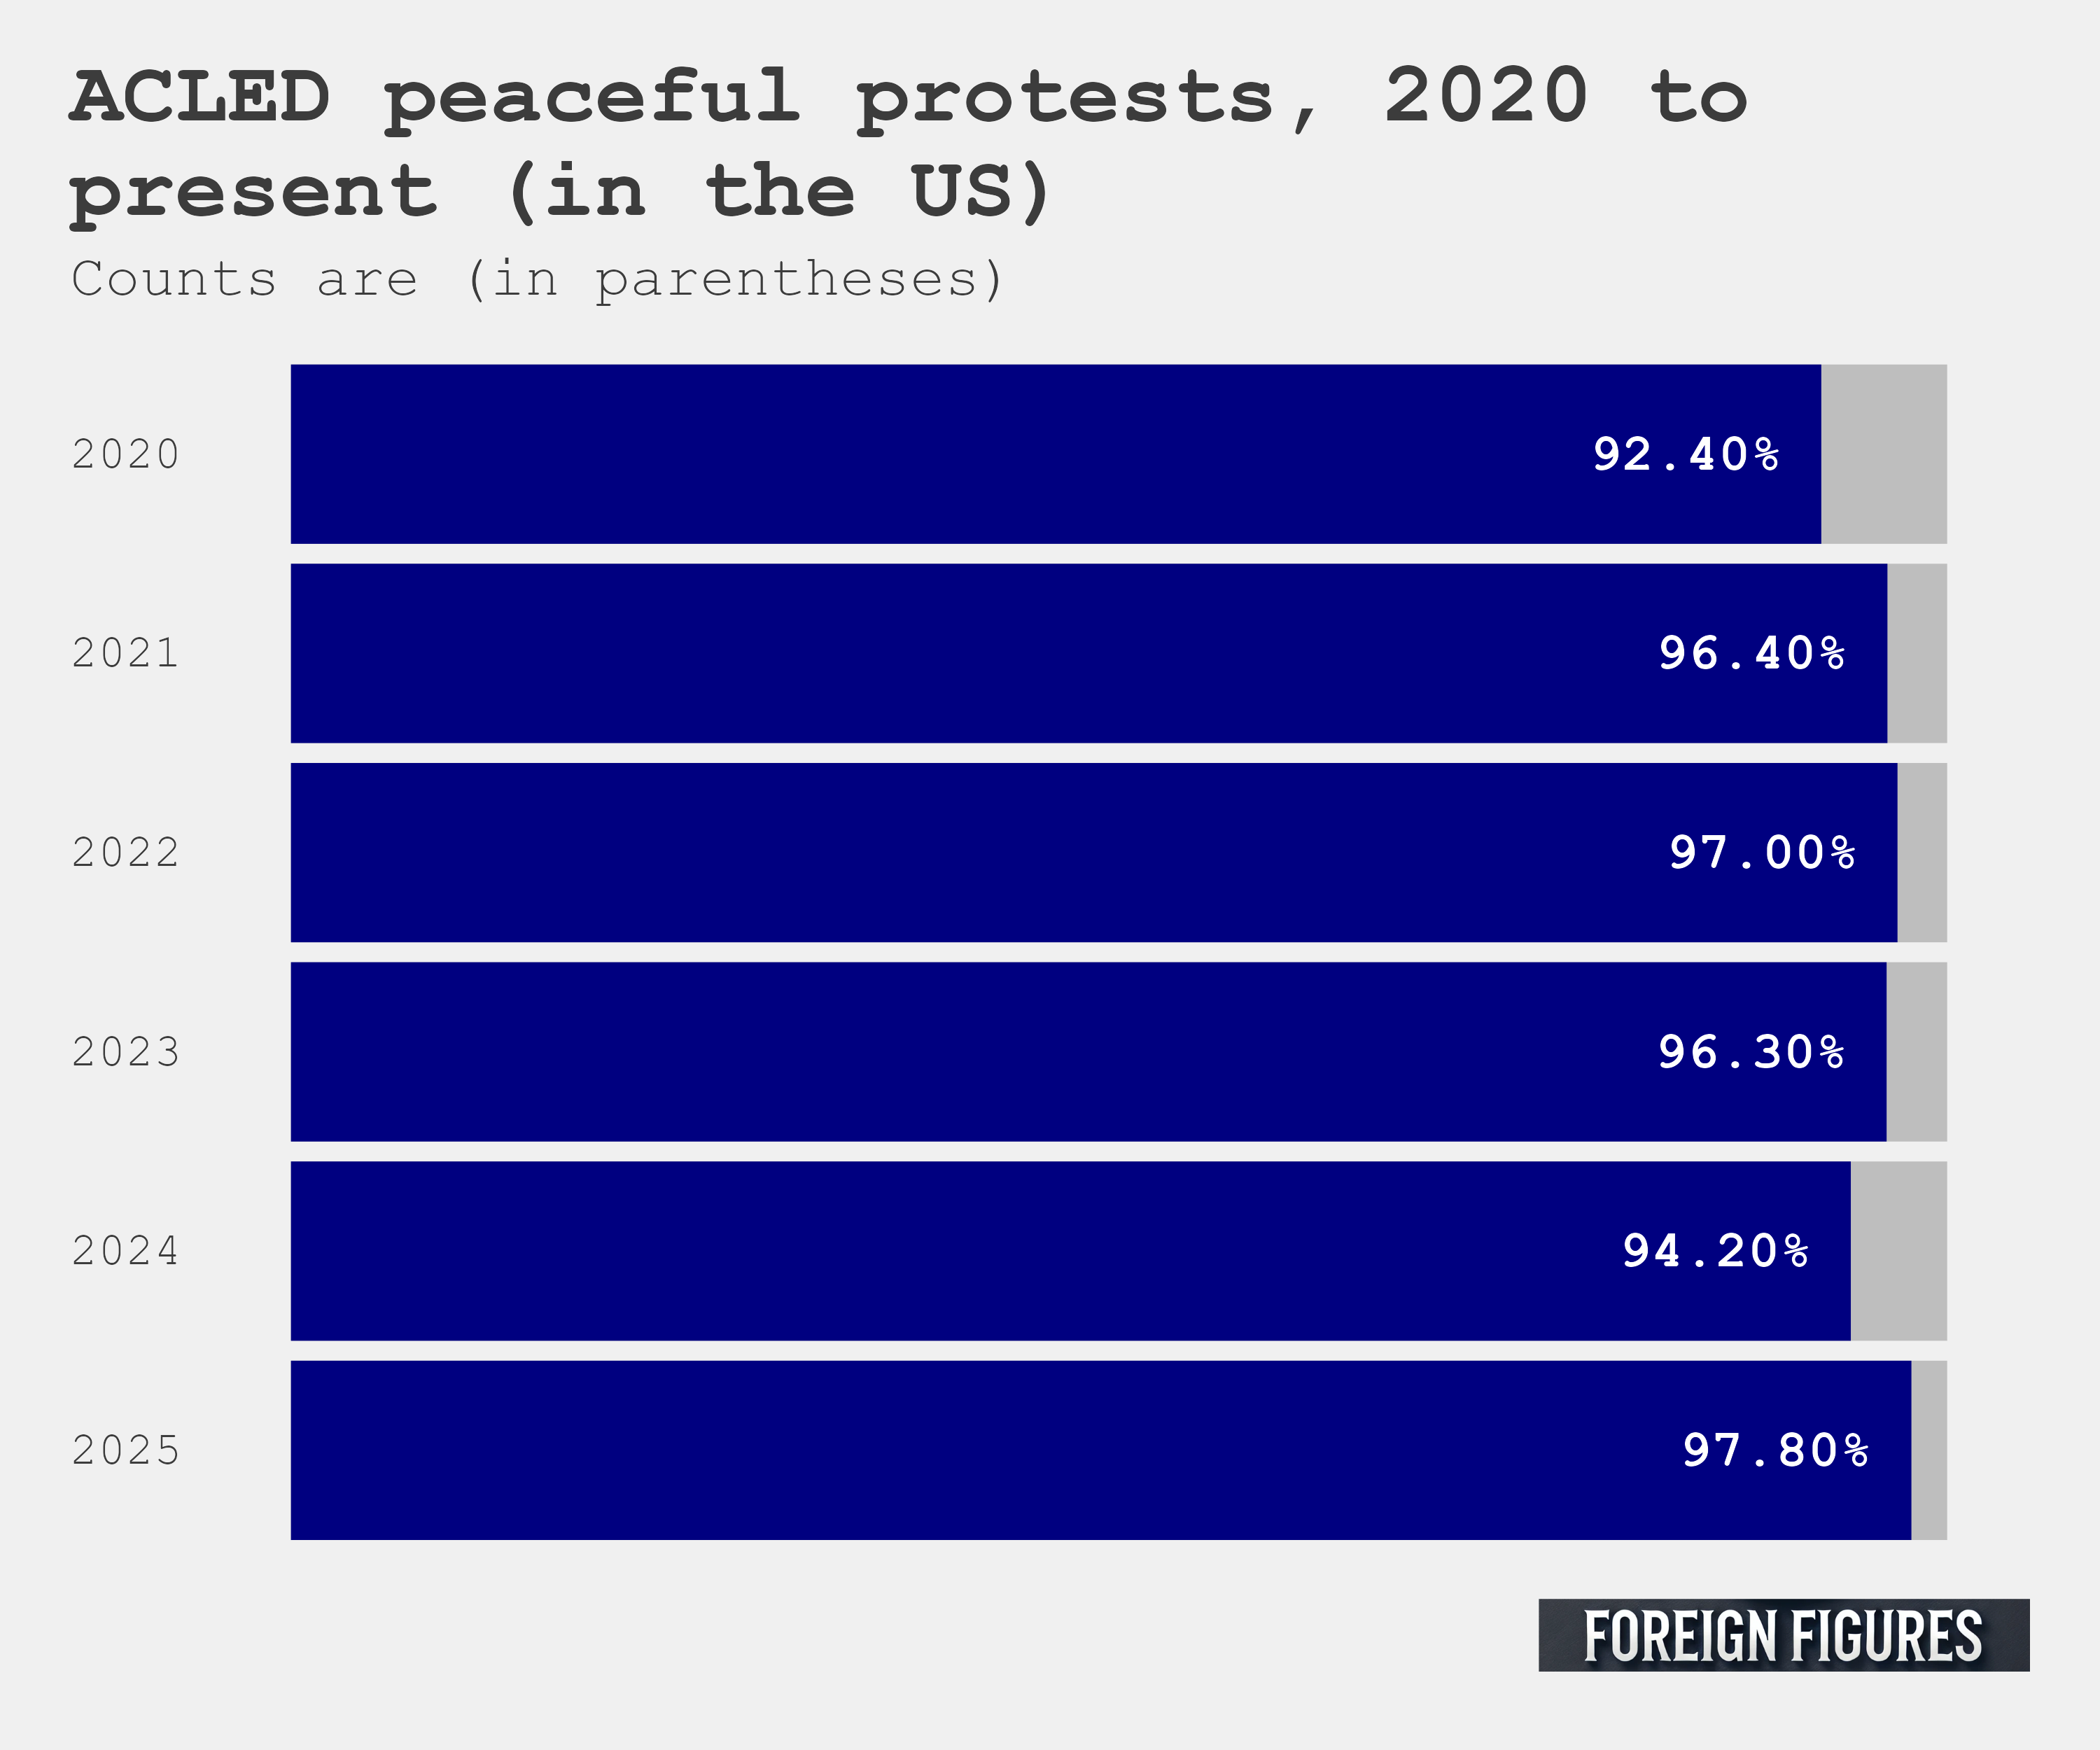 ACLED peaceful protests, 2020 to
present (in the US)
Counts are (in parentheses)
2020 92.40%
2021 96.40%
2022 97.00%
2023 96.30%
2024 94.20%
2025 97.80%
FOREIGN FIGURES